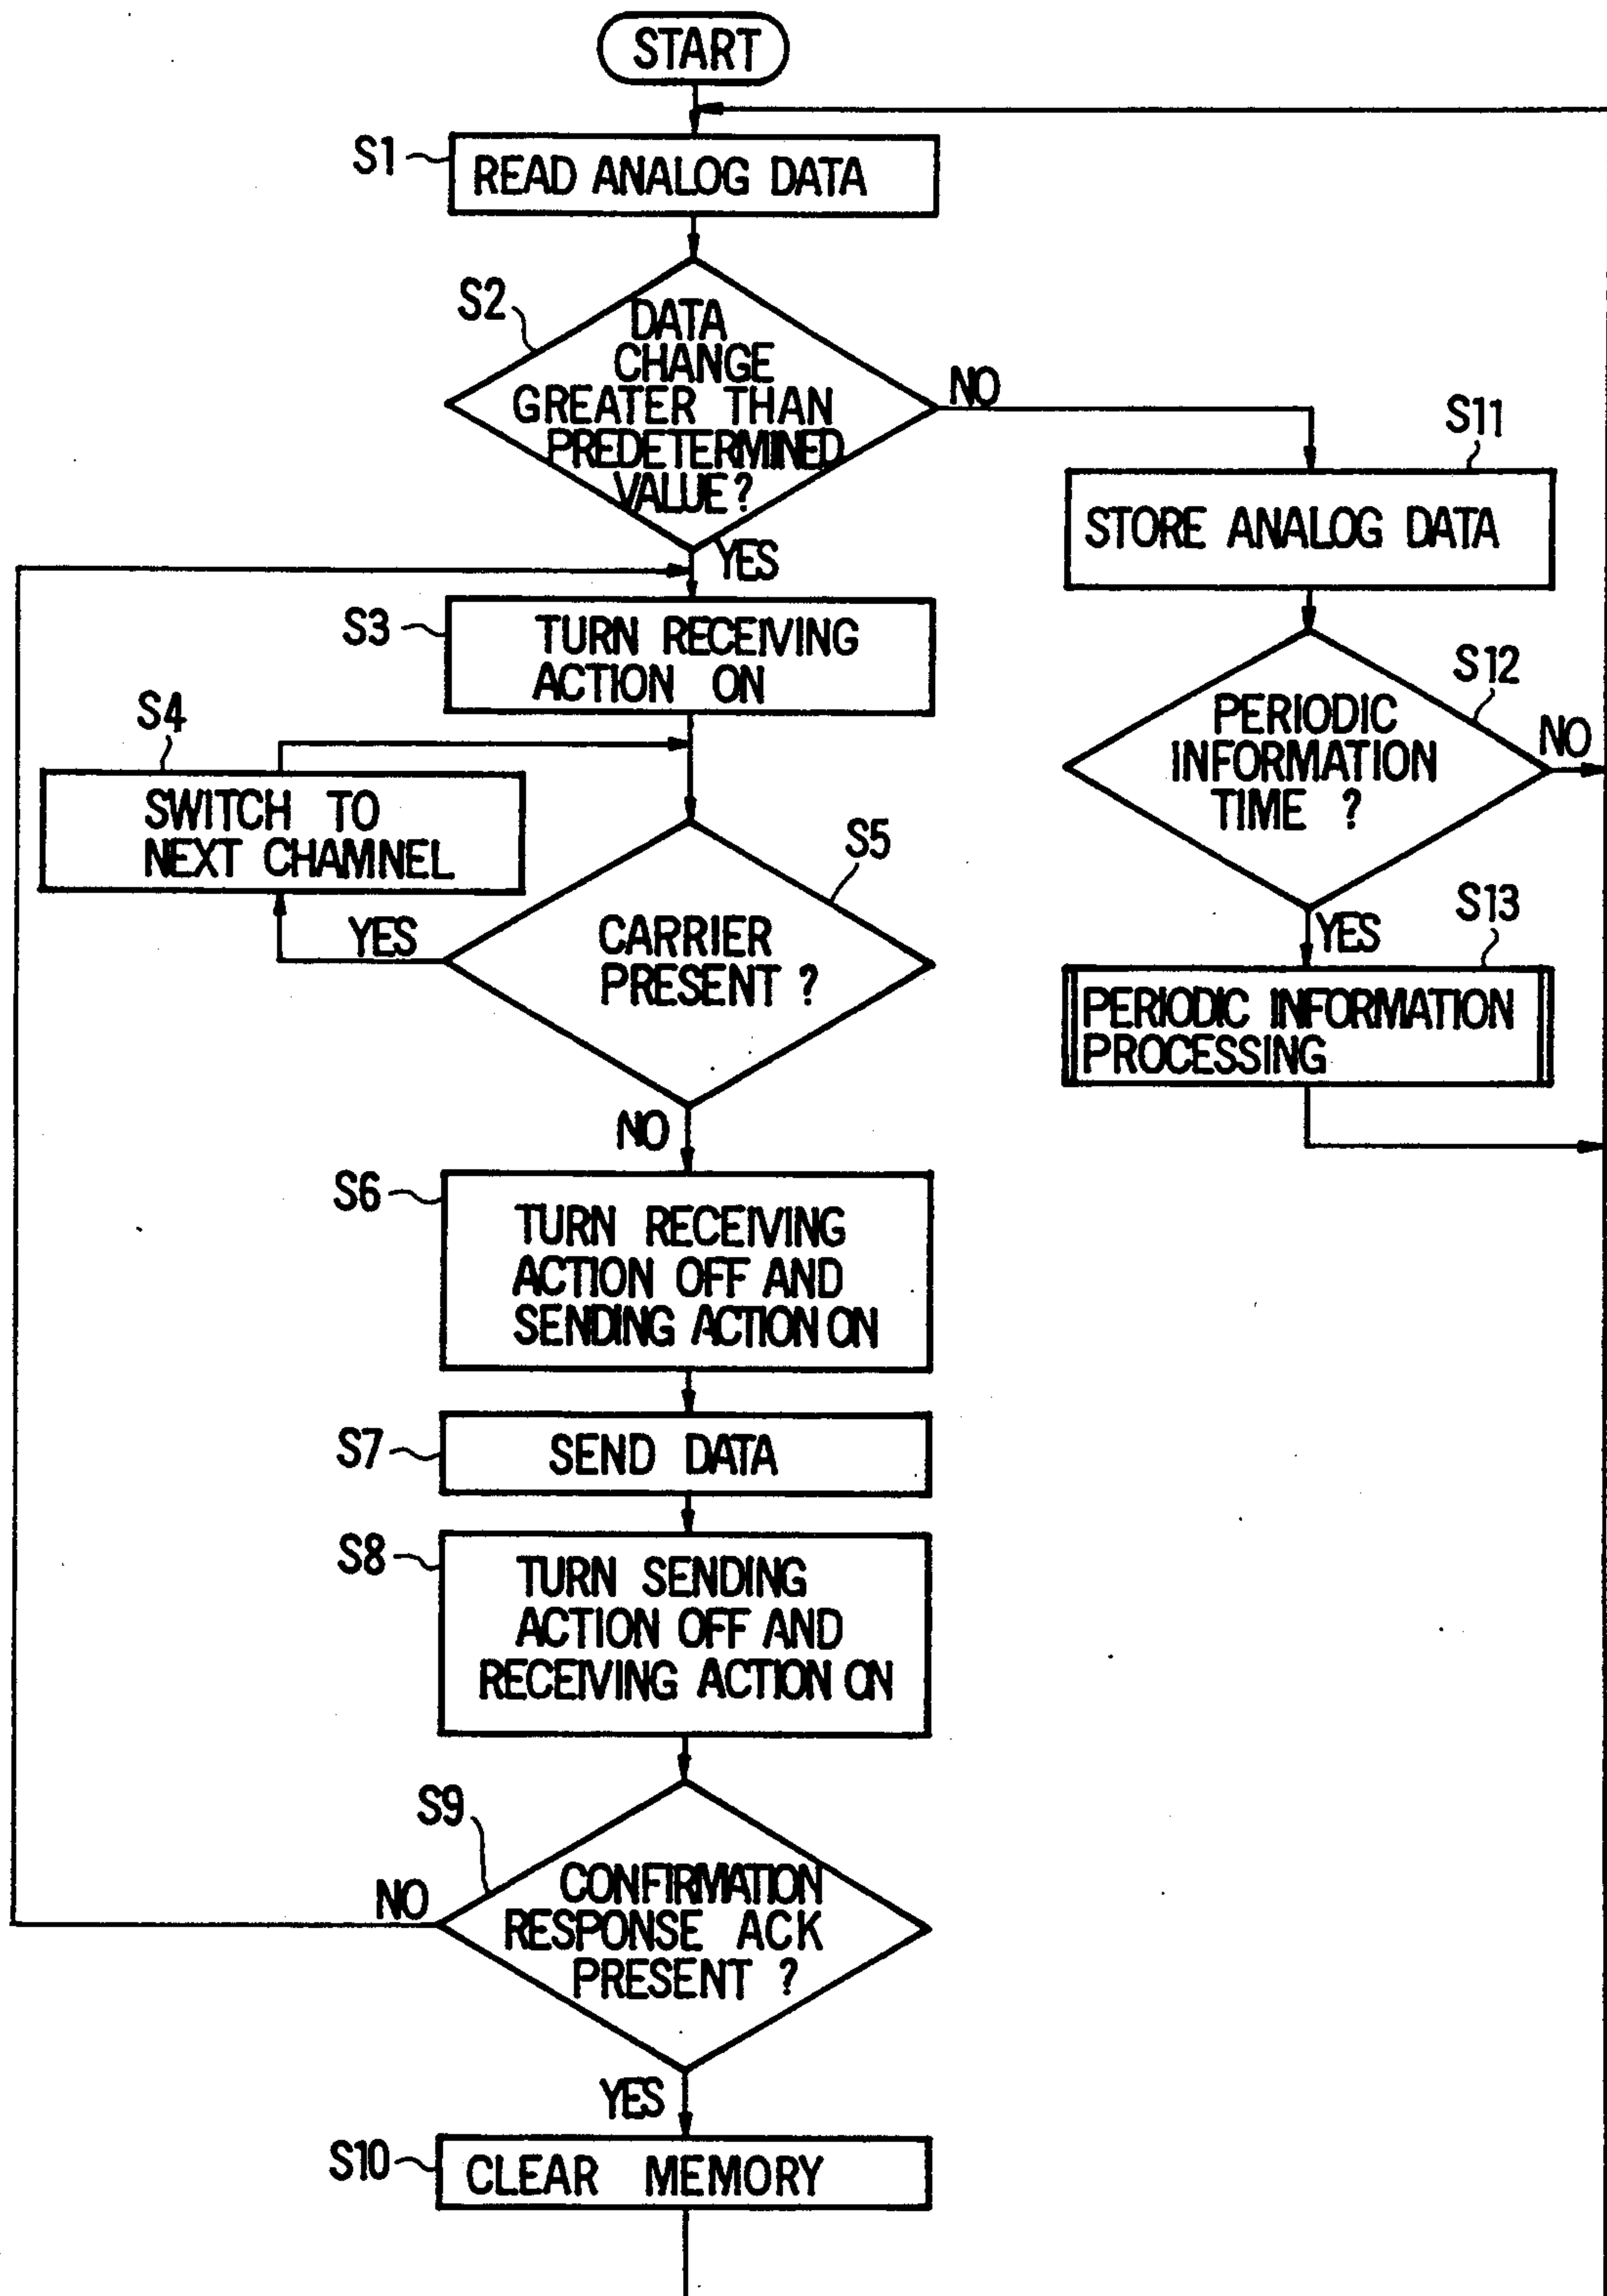 START
S1
READ ANALOG DATA
S2
DATA
CHANGE
GREATER THAN
PREDETERMINED
VALUE?
NO
YES
S11
STORE ANALOG DATA
S3
TURN RECEIVING
ACTION ON
S12
PERIODIC
INFORMATION
TIME ?
NO
YES
S4
SWITCH TO
NEXT CHAMNEL
S5
CARRIER
PRESENT ?
YES
NO
S13
PERIODIC INFORMATION
PROCESSING
S6
TURN RECEIVING
ACTION OFF AND
SENDING ACTION ON
S7
SEND DATA
S8
TURN SENDING
ACTION OFF AND
RECEIVING ACTION ON
S9
CONFIRMATION
RESPONSE ACK
PRESENT ?
NO
YES
S10
CLEAR MEMORY